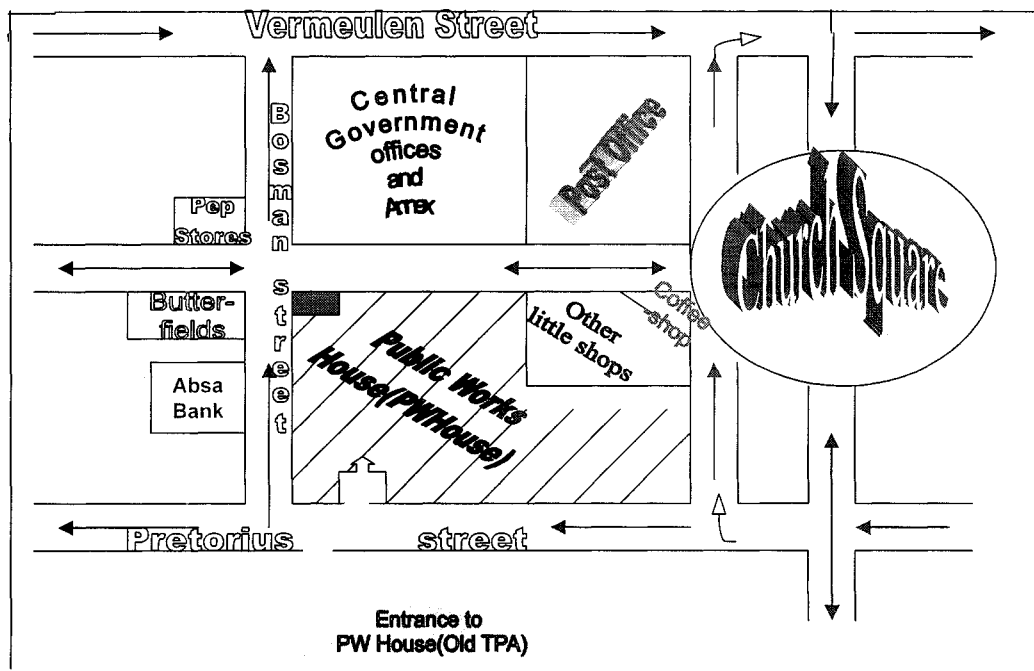 Vermeulen Street
Central
Government
offices
and
Annex
Post Office
Bosman
street
Church Square
Pep
Stores
Butter-
fields
Absa
Bank
Coffee
-shop
Other
little shops
Public Works
House(PWHouse)
Pretorius street
Entrance to
PW House(Old TPA)